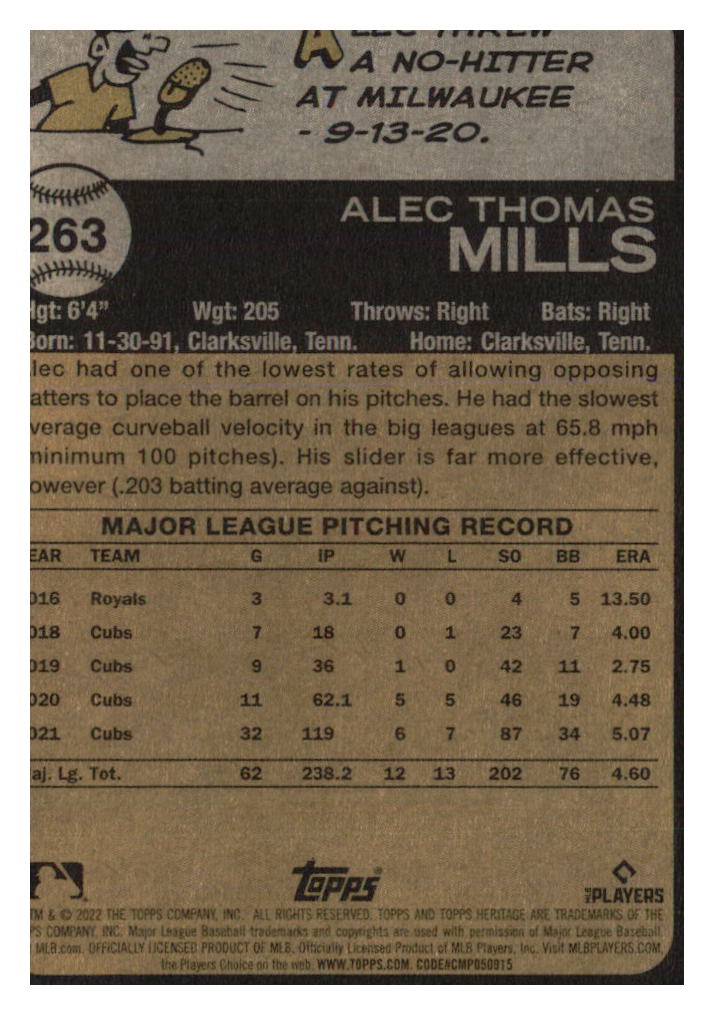 ALEC THREW
A NO-HITTER
AT MILWAUKEE
- 9-13-20.
263
ALEC THOMAS
MILLS
Hgt: 6'4" Wgt: 205 Throws: Right Bats: Right
Born: 11-30-91, Clarksville, Tenn. Home: Clarksville, Tenn.
lec had one of the lowest rates of allowing opposing
atters to place the barrel on his pitches. He had the slowest
verage curveball velocity in the big leagues at 65.8 mph
minimum 100 pitches). His slider is far more effective,
owever (.203 batting average against).
MAJOR LEAGUE PITCHING RECORD
EAR TEAM G IP W L SO BB ERA
016 Royals 3 3.1 0 0 4 5 13.50
018 Cubs 7 18 0 1 23 7 4.00
019 Cubs 9 36 1 0 42 11 2.75
020 Cubs 11 62.1 5 5 46 19 4.48
021 Cubs 32 119 6 7 87 34 5.07
aj. Lg. Tot. 62 238.2 12 13 202 76 4.60
topps
MLB PLAYERS
TM & © 2022 THE TOPPS COMPANY, INC. ALL RIGHTS RESERVED. TOPPS AND TOPPS HERITAGE ARE TRADEMARKS OF THE
PS COMPANY, INC. Major League Baseball trademarks and copyrights are used with permission of Major League Baseball.
MLB.com. OFFICIALLY LICENSED PRODUCT OF MLB. Officially Licensed Product of MLB Players, Inc. Visit MLBPLAYERS.COM,
the Players Choice on the web. WWW.TOPPS.COM. CODE#CMP050915